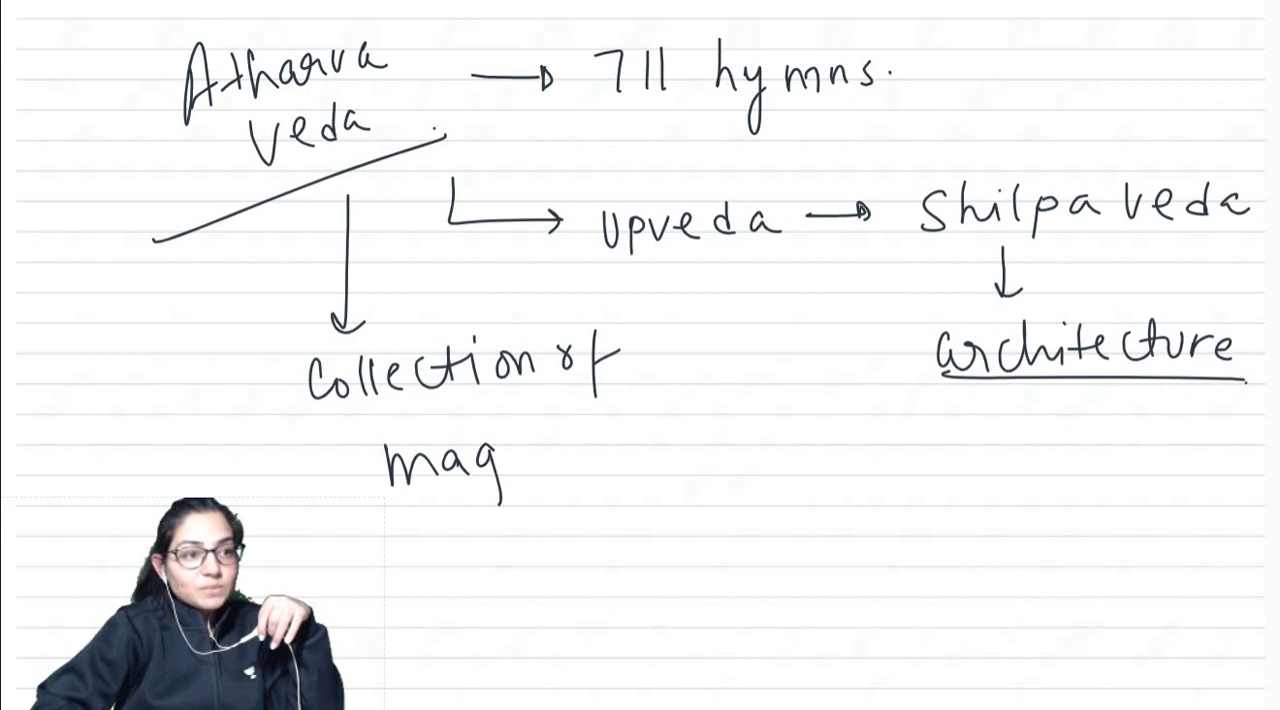 Atharva → 711 hymns.
Veda
Upveda → Shilpa Veda
architecture
Collection of
mag